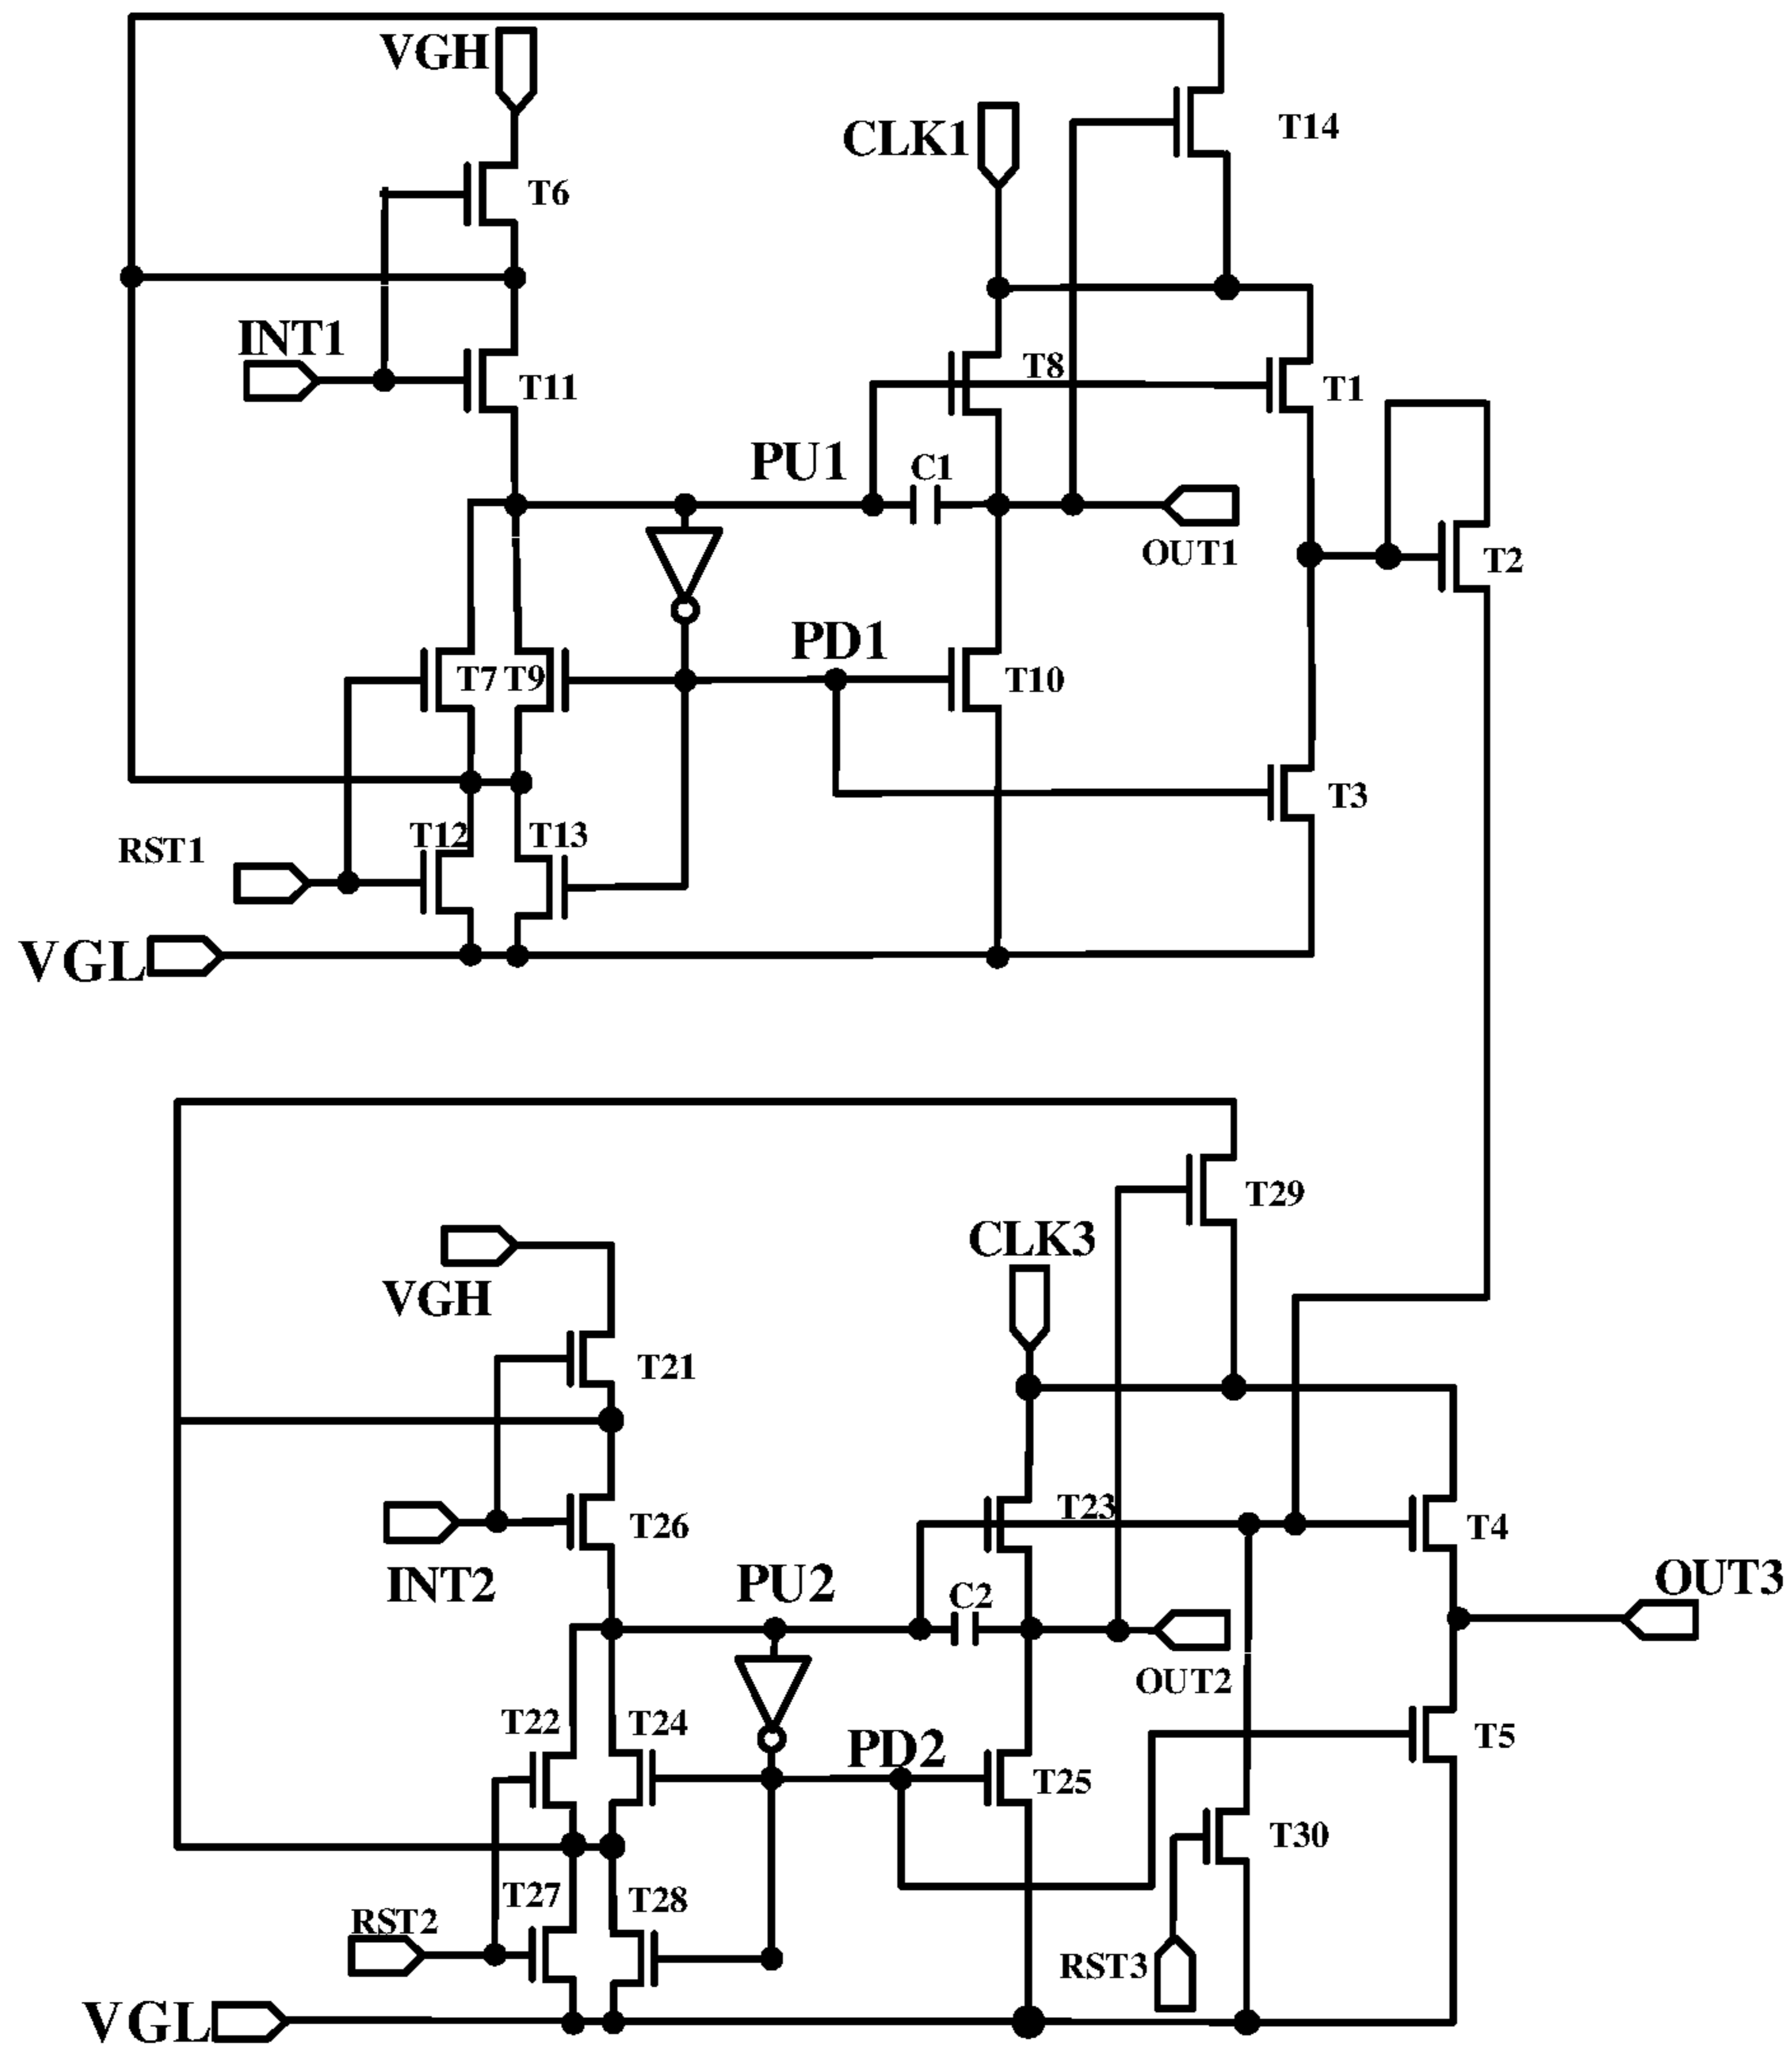 VGH
CLK1
T14
T6
INT1
T11
T8
T1
PU1
C1
OUT1
T2
PD1
T7
T9
T10
T3
T12
T13
RST1
VGL
T29
CLK3
VGH
T21
T23
T4
T26
INT2
PU2
C2
OUT3
OUT2
T22
T24
PD2
T5
T25
T30
T27
T28
RST2
RST3
VGL